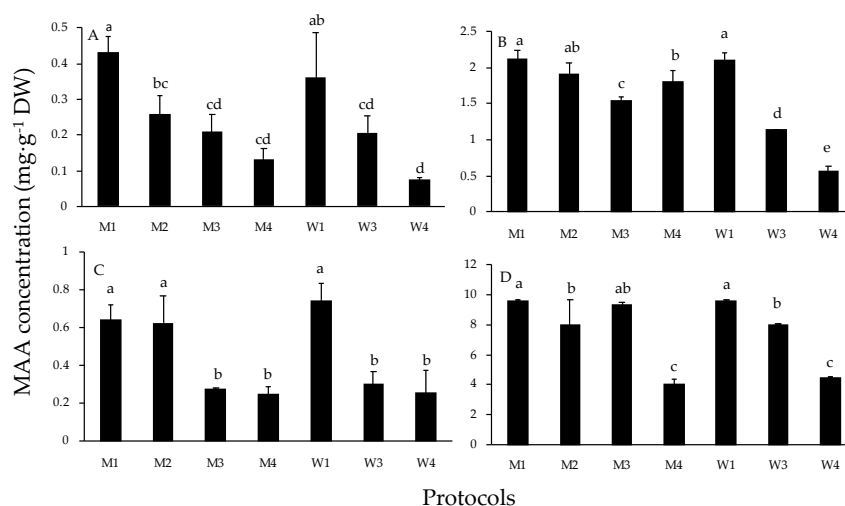 MAA concentration (mg·g⁻¹ DW)
A
0.5
0.4
0.3
0.2
0.1
0
a
bc
cd
cd
ab
cd
d
M1 M2 M3 M4 W1 W3 W4
B
2.5
2
1.5
1
0.5
0
a
ab
c
b
a
d
e
M1 M2 M3 M4 W1 W3 W4
C
1
0.8
0.6
0.4
0.2
0
a
a
b
b
a
b
b
M1 M2 M3 M4 W1 W3 W4
D
12
10
8
6
4
2
0
a
b
ab
c
a
b
c
M1 M2 M3 M4 W1 W3 W4
Protocols